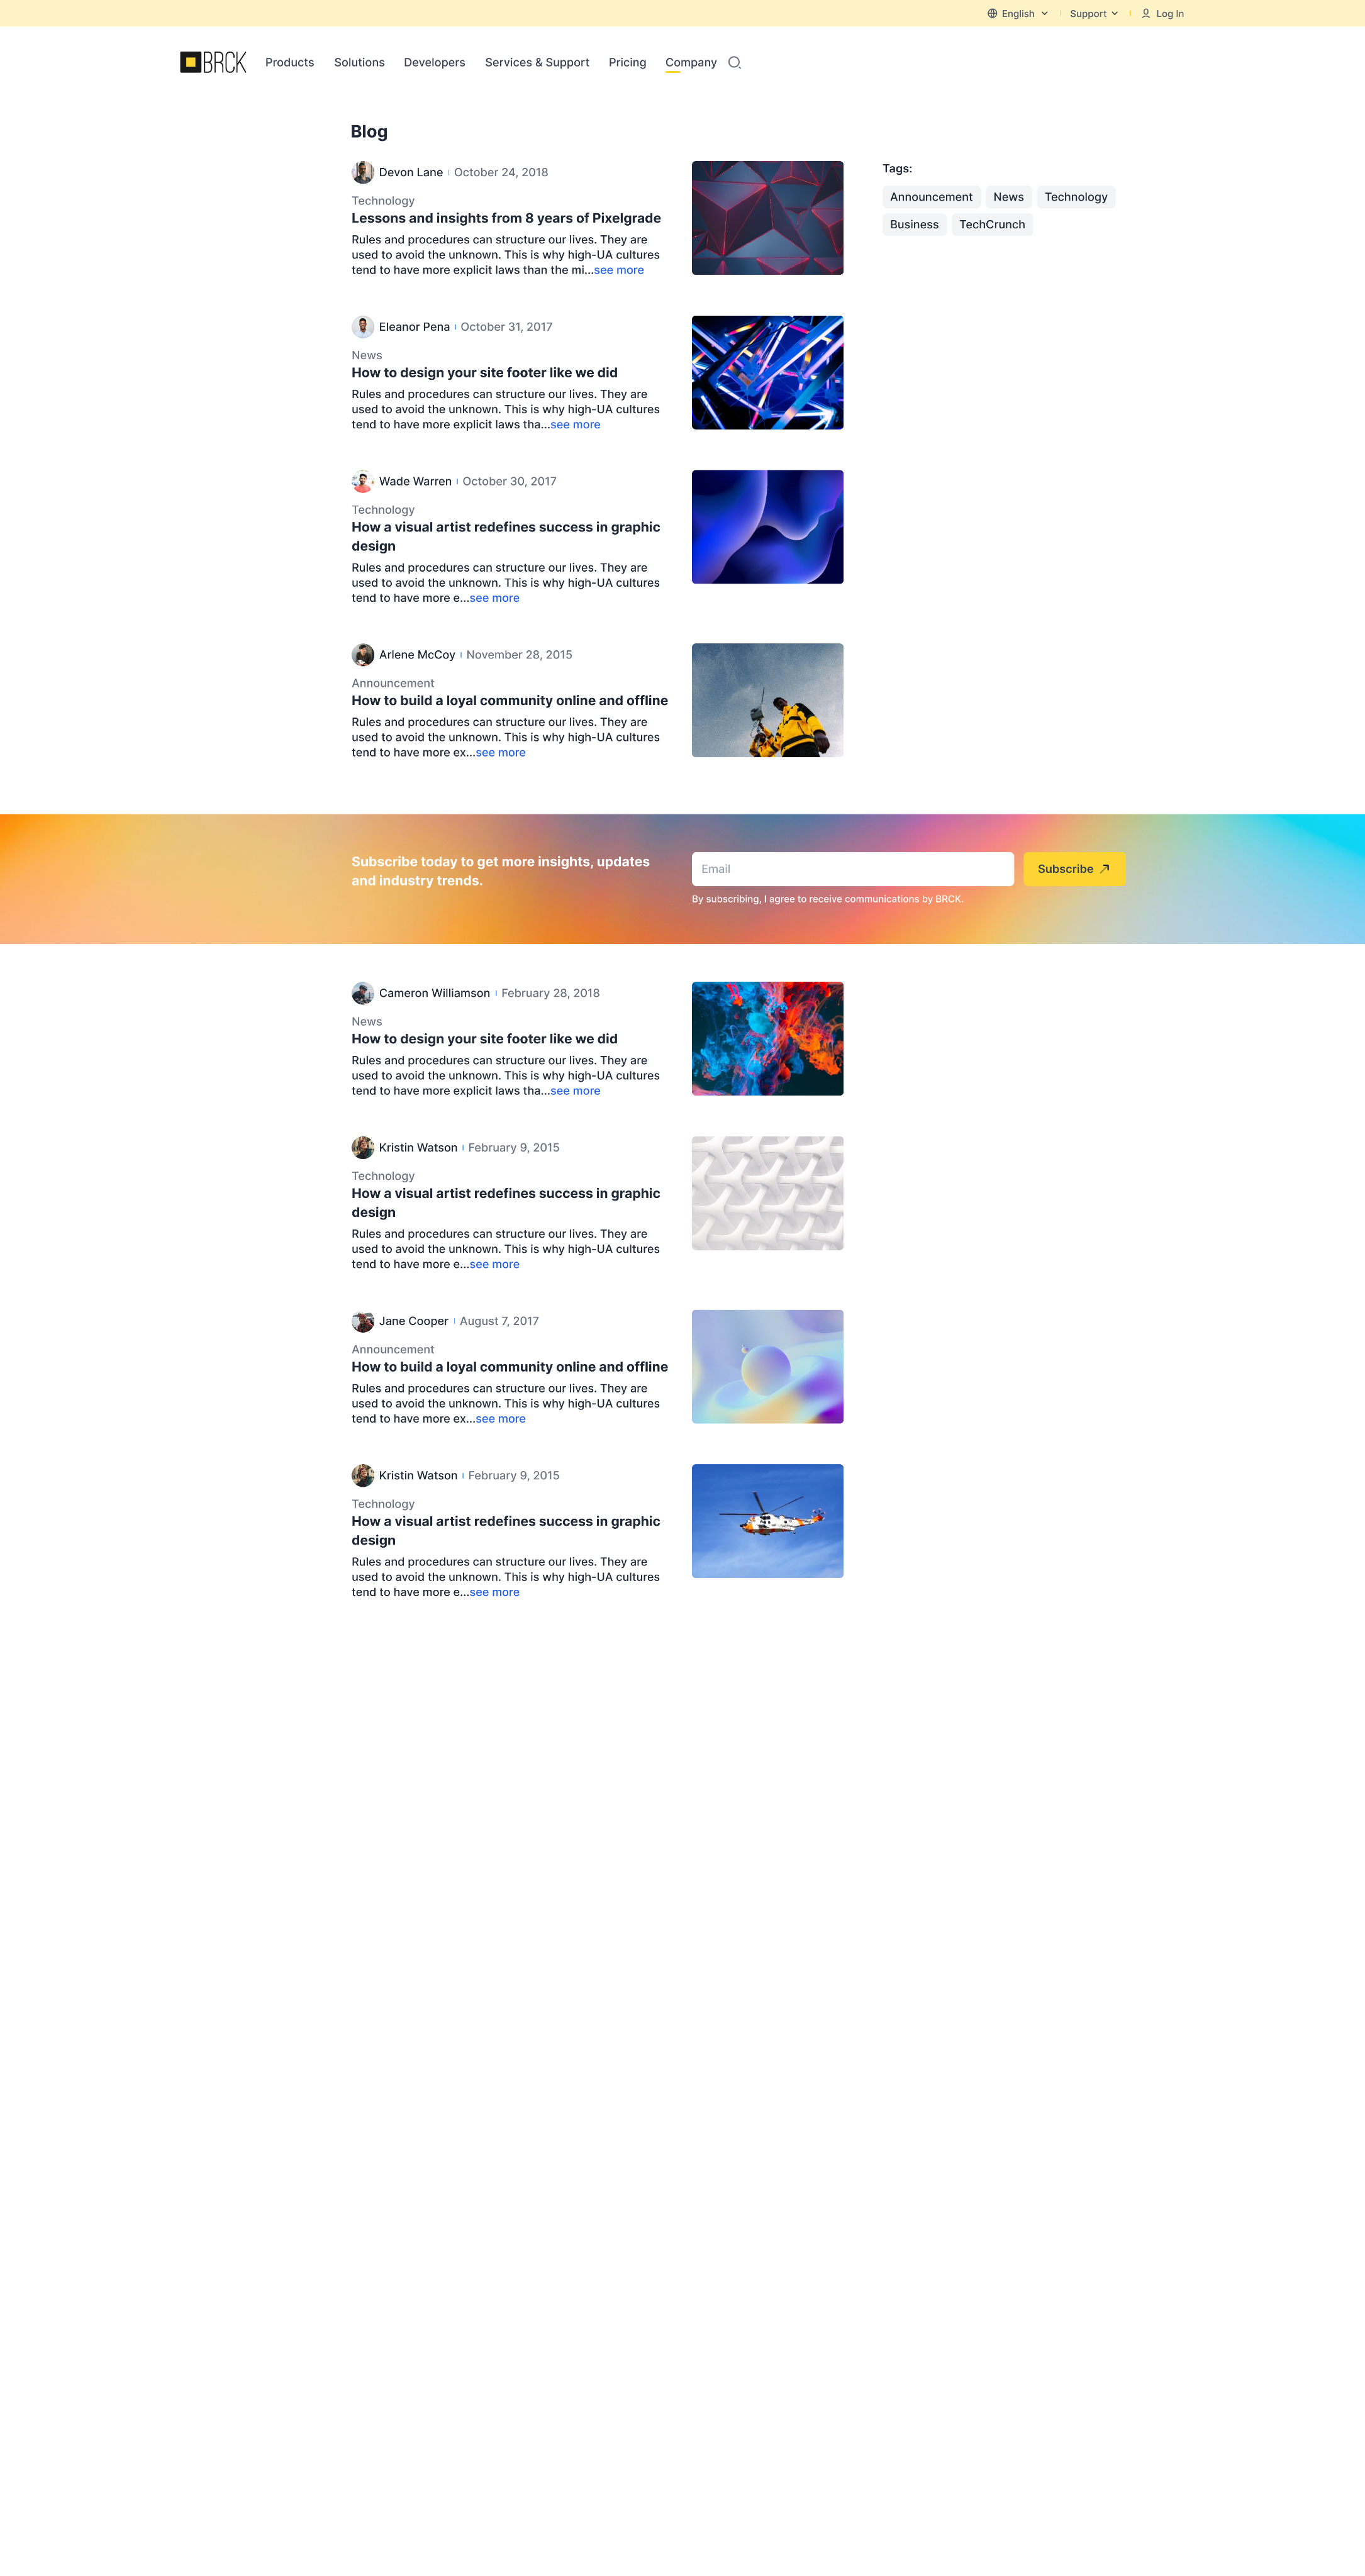 English
Support
Log In
BRCK
Products
Solutions
Developers
Services & Support
Pricing
Company
Blog
Devon Lane
October 24, 2018
Technology
Lessons and insights from 8 years of Pixelgrade
Rules and procedures can structure our lives. They are
used to avoid the unknown. This is why high-UA cultures
tend to have more explicit laws than the mi...see more
Tags:
Announcement
News
Technology
Business
TechCrunch
Eleanor Pena
October 31, 2017
News
How to design your site footer like we did
Rules and procedures can structure our lives. They are
used to avoid the unknown. This is why high-UA cultures
tend to have more explicit laws tha...see more
Wade Warren
October 30, 2017
Technology
How a visual artist redefines success in graphic
design
Rules and procedures can structure our lives. They are
used to avoid the unknown. This is why high-UA cultures
tend to have more e...see more
Arlene McCoy
November 28, 2015
Announcement
How to build a loyal community online and offline
Rules and procedures can structure our lives. They are
used to avoid the unknown. This is why high-UA cultures
tend to have more ex...see more
Subscribe today to get more insights, updates
and industry trends.
Email
Subscribe
By subscribing, I agree to receive communications by BRCK.
Cameron Williamson
February 28, 2018
News
How to design your site footer like we did
Rules and procedures can structure our lives. They are
used to avoid the unknown. This is why high-UA cultures
tend to have more explicit laws tha...see more
Kristin Watson
February 9, 2015
Technology
How a visual artist redefines success in graphic
design
Rules and procedures can structure our lives. They are
used to avoid the unknown. This is why high-UA cultures
tend to have more e...see more
Jane Cooper
August 7, 2017
Announcement
How to build a loyal community online and offline
Rules and procedures can structure our lives. They are
used to avoid the unknown. This is why high-UA cultures
tend to have more ex...see more
Kristin Watson
February 9, 2015
Technology
How a visual artist redefines success in graphic
design
Rules and procedures can structure our lives. They are
used to avoid the unknown. This is why high-UA cultures
tend to have more e...see more